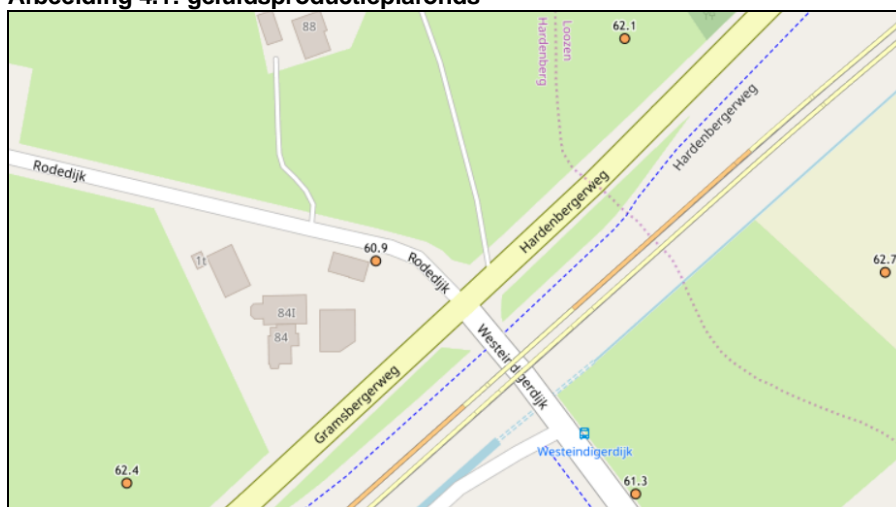 Afbeelding 4.1: geluidsproductieplafonds
88
62.1
Loozen
Hardenberg
Hardenbergerweg
Rodedijk
60.9
Rodedijk
Hardenbergerweg
62.7
1t
84I
84
Westeindigerdijk
Gramsbergerweg
Westeindigerdijk
62.4
61.3